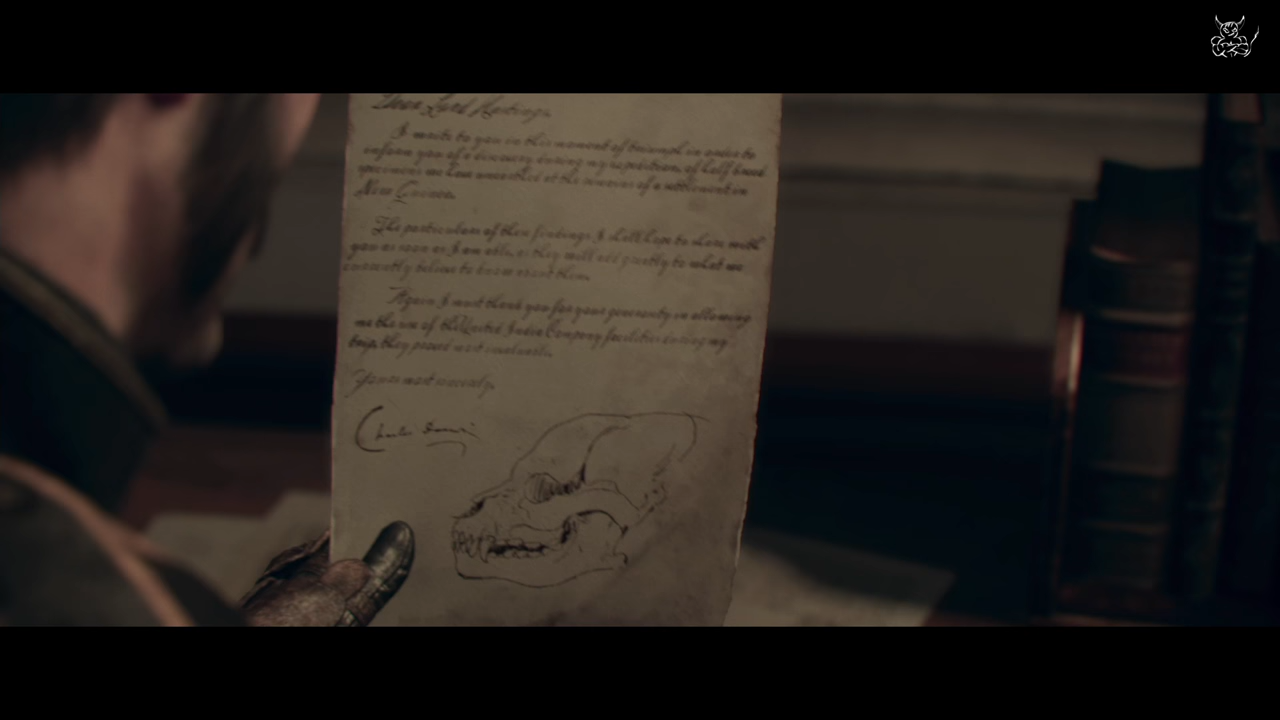 Dear Lord Hastings,
I write to you in this moment of triumph in order to
inform you of a discovery during my expedition, of half breed
specimens we have unearthed at the remains of a settlement in
New Guinea.
The particulars of these findings I shall hope to share with
you as soon as I am able, as they will add greatly to what we
currently believe to know about them.
Again I must thank you for your generosity in allowing
me the use of the United India Company facilities during my
trip, they proved most invaluable.
Yours most sincerely,
Charles Darwin